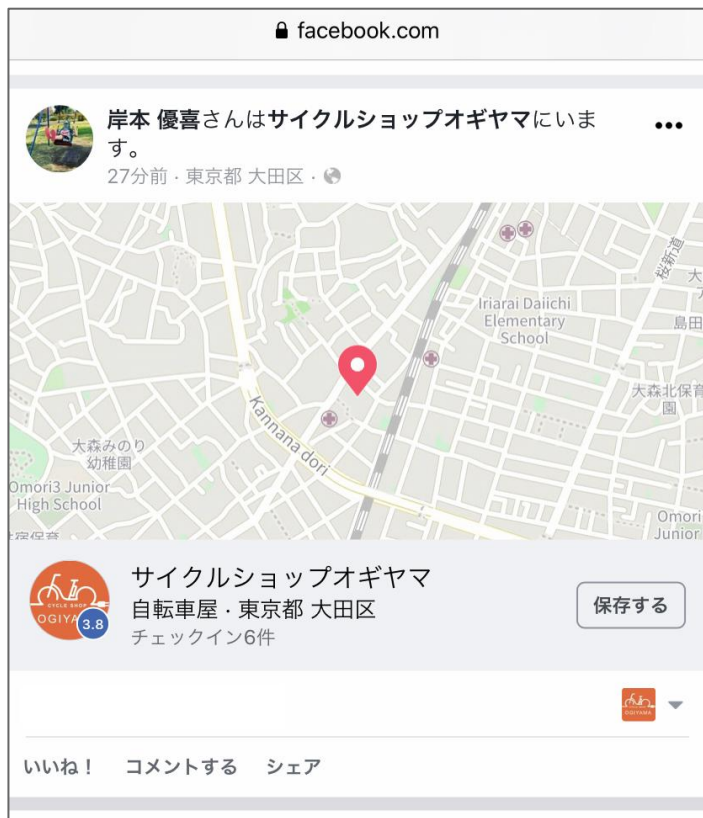 facebook.com
岸本 優喜さんはサイクルショップオギヤマにいま
す。
27分前 · 東京都 大田区 ·
桜新道
大
Iriarai Daiichi
Elementary
School
島田
大森北保育
園
Kannana dori
大森みのり
幼稚園
Omori3 Junior
High School
Omori
Junior
サイクルショップオギヤマ
自転車屋 · 東京都 大田区
チェックイン6件
保存する
CYCLE SHOP
OGIYA
3.8
OGIYAMA
いいね！ コメントする シェア